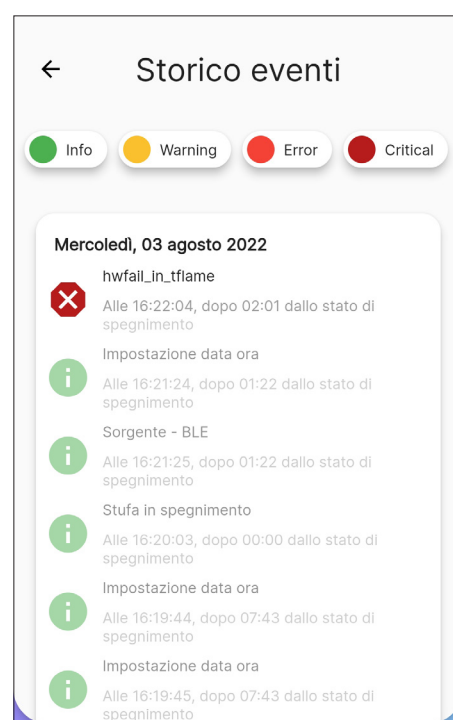 Storico eventi
Info
Warning
Error
Critical
Mercoledì, 03 agosto 2022
hwfail_in_tflame
Alle 16:22:04, dopo 02:01 dallo stato di
spegnimento
Impostazione data ora
Alle 16:21:24, dopo 01:22 dallo stato di
spegnimento
Sorgente - BLE
Alle 16:21:25, dopo 01:22 dallo stato di
spegnimento
Stufa in spegnimento
Alle 16:20:03, dopo 00:00 dallo stato di
spegnimento
Impostazione data ora
Alle 16:19:44, dopo 07:43 dallo stato di
spegnimento
Impostazione data ora
Alle 16:19:45, dopo 07:43 dallo stato di
spegnimento